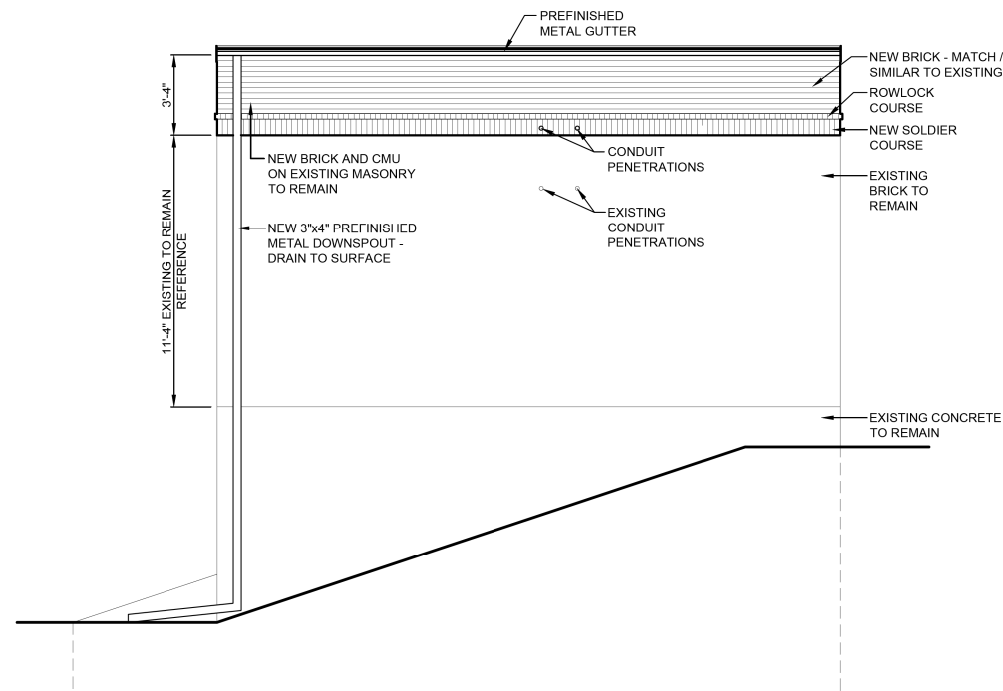 PREFINISHED
METAL GUTTER
NEW BRICK - MATCH /
SIMILAR TO EXISTING
ROWLOCK
COURSE
NEW SOLDIER
COURSE
3'-4"
CONDUIT
PENETRATIONS
NEW BRICK AND CMU
ON EXISTING MASONRY
TO REMAIN
EXISTING
BRICK TO
REMAIN
EXISTING
CONDUIT
PENETRATIONS
NEW 3"x4" PREFINISHED
METAL DOWNSPOUT -
DRAIN TO SURFACE
11'-4" EXISTING TO REMAIN
REFERENCE
EXISTING CONCRETE
TO REMAIN